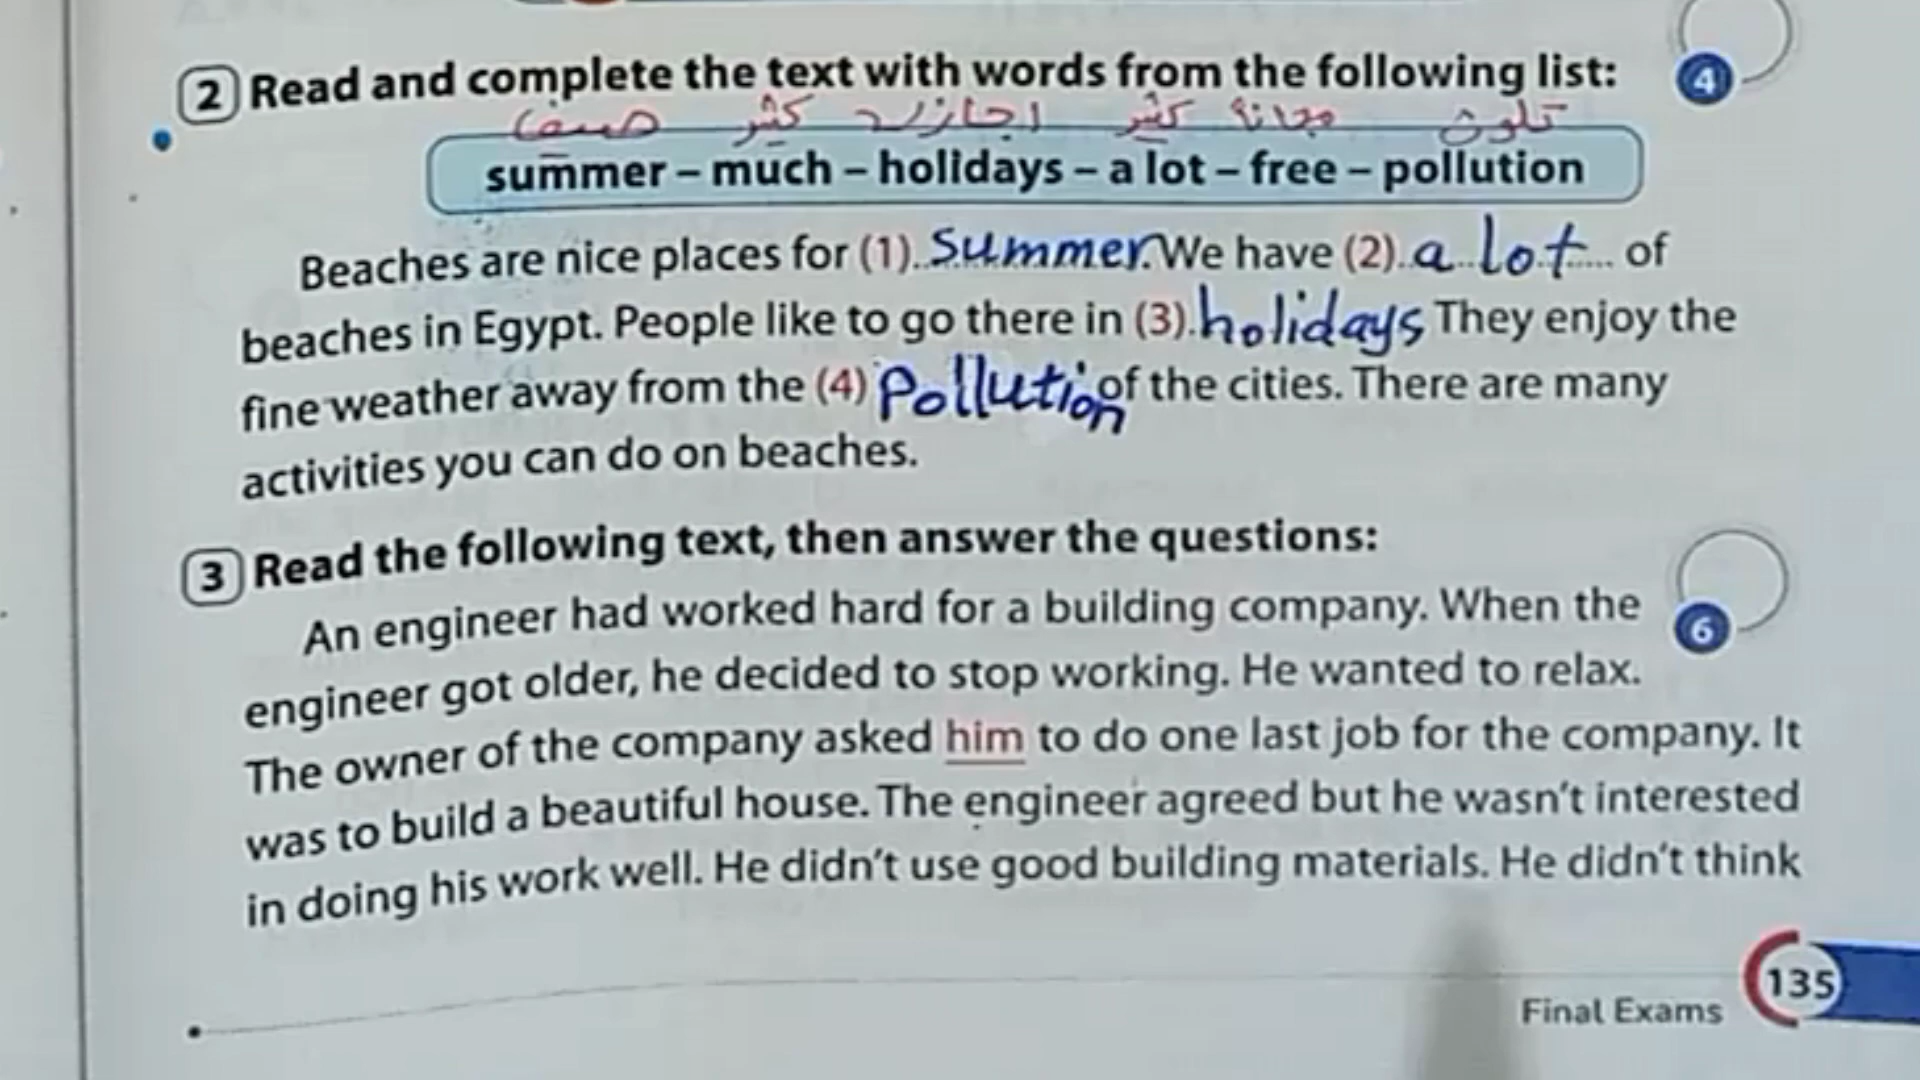 2 Read and complete the text with words from the following list: 4
صيف كثير اجازات كثير مجانا تلوث
summer – much – holidays – a lot – free – pollution
Beaches are nice places for (1) Summer. We have (2) a lot of
beaches in Egypt. People like to go there in (3) holidays They enjoy the
fine weather away from the (4) Pollution of the cities. There are many
activities you can do on beaches.
3 Read the following text, then answer the questions:
An engineer had worked hard for a building company. When the 6
engineer got older, he decided to stop working. He wanted to relax.
The owner of the company asked him to do one last job for the company. It
was to build a beautiful house. The engineer agreed but he wasn't interested
in doing his work well. He didn't use good building materials. He didn't think
Final Exams 135